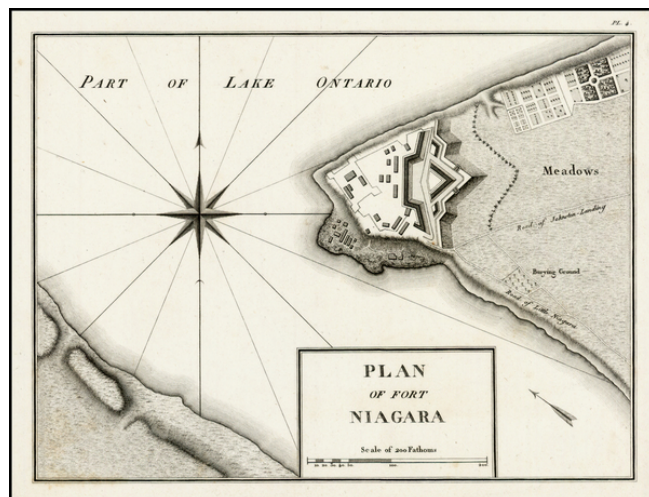 PL. 4.
PART OF LAKE ONTARIO
Meadows
Road of Johnson-Landing
Burying Ground
Road of Little Niagara
PLAN
OF FORT
NIAGARA
Scale of 200 Fathoms